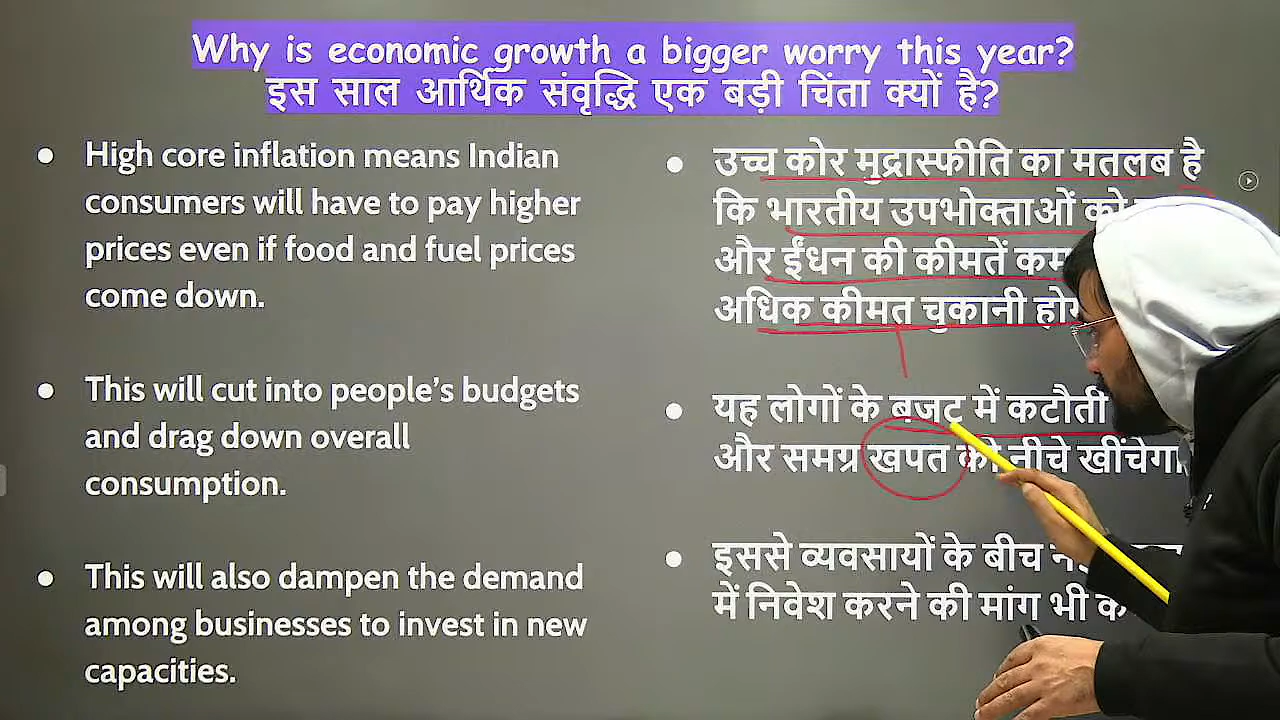 Why is economic growth a bigger worry this year?
इस साल आर्थिक संवृद्धि एक बड़ी चिंता क्यों है?
High core inflation means Indian
consumers will have to pay higher
prices even if food and fuel prices
come down.
This will cut into people's budgets
and drag down overall
consumption.
This will also dampen the demand
among businesses to invest in new
capacities.
उच्च कोर मुद्रास्फीति का मतलब है
कि भारतीय उपभोक्ताओं को
और ईंधन की कीमतें
अधिक कीमत चुकानी
यह लोगों के बजट में कटौती
और समग्र खपत को नीचे खींचेगा
इससे व्यवसायों के बीच
में निवेश करने की मांग भी